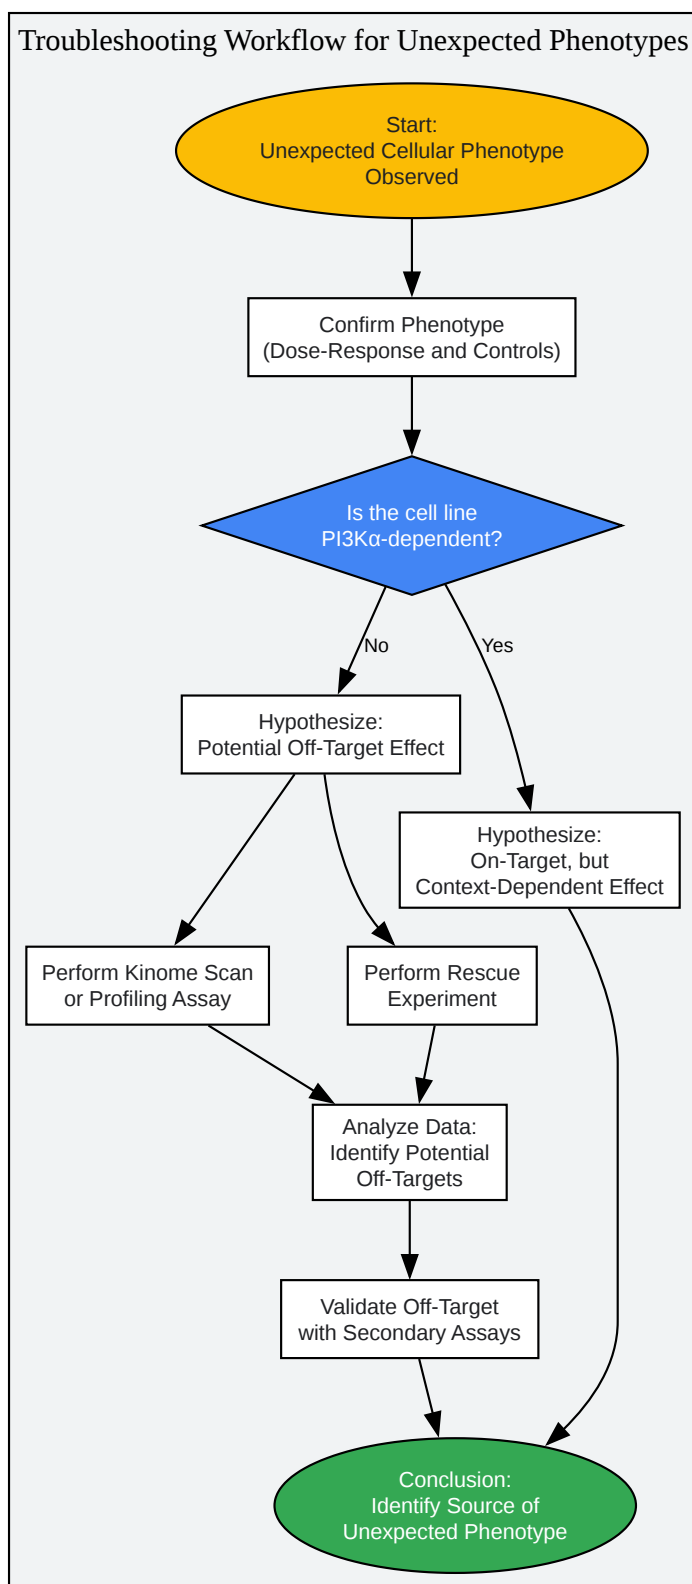 Troubleshooting Workflow for Unexpected Phenotypes
Start:
Unexpected Cellular Phenotype
Observed
Confirm Phenotype
(Dose-Response and Controls)
Is the cell line
PI3Kα-dependent?
No
Yes
Hypothesize:
Potential Off-Target Effect
Hypothesize:
On-Target, but
Context-Dependent Effect
Perform Kinome Scan
or Profiling Assay
Perform Rescue
Experiment
Analyze Data:
Identify Potential
Off-Targets
Validate Off-Target
with Secondary Assays
Conclusion:
Identify Source of
Unexpected Phenotype